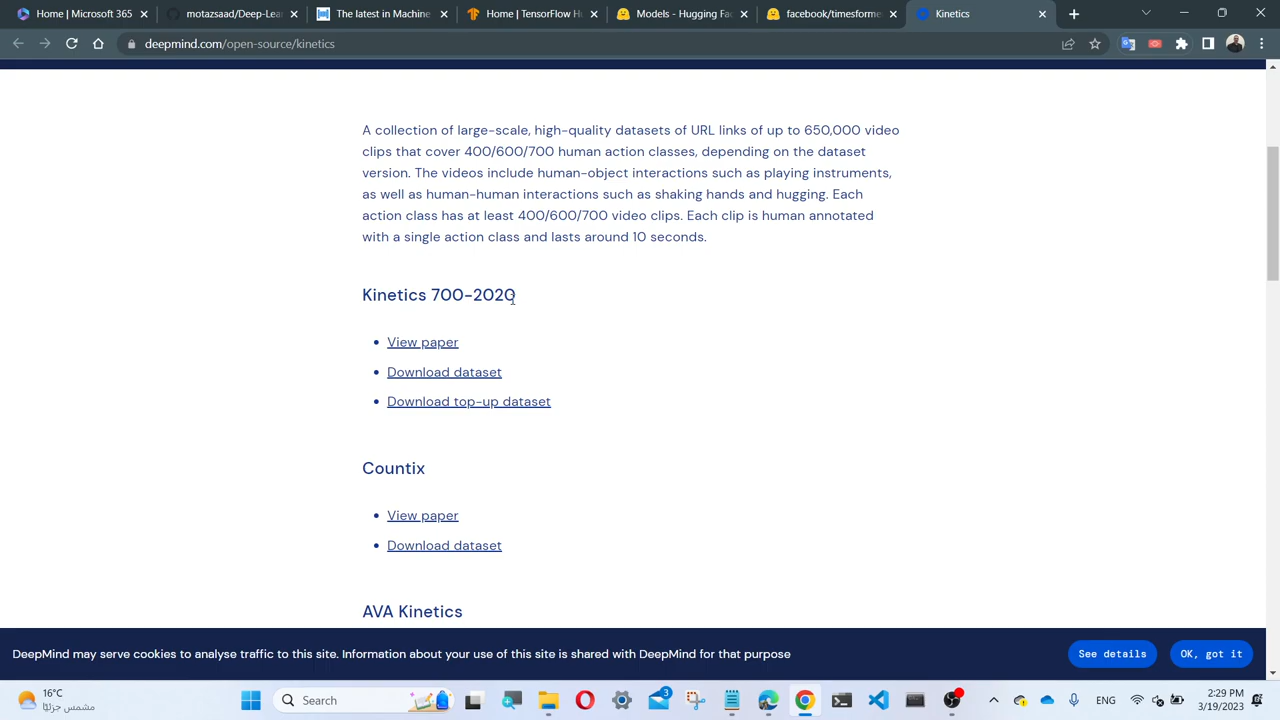 Home | Microsoft 365
motazsaad/Deep-Lear
The latest in Machine
Home | TensorFlow Hu
Models - Hugging Fac
facebook/timesforme
Kinetics
deepmind.com/open-source/kinetics
A collection of large-scale, high-quality datasets of URL links of up to 650,000 video
clips that cover 400/600/700 human action classes, depending on the dataset
version. The videos include human-object interactions such as playing instruments,
as well as human-human interactions such as shaking hands and hugging. Each
action class has at least 400/600/700 video clips. Each clip is human annotated
with a single action class and lasts around 10 seconds.
Kinetics 700-2020
View paper
Download dataset
Download top-up dataset
Countix
View paper
Download dataset
AVA Kinetics
DeepMind may serve cookies to analyse traffic to this site. Information about your use of this site is shared with DeepMind for that purpose
See details
OK, got it
16°C
مشمس جزئيًا
Search
3
ENG
2:29 PM
3/19/2023